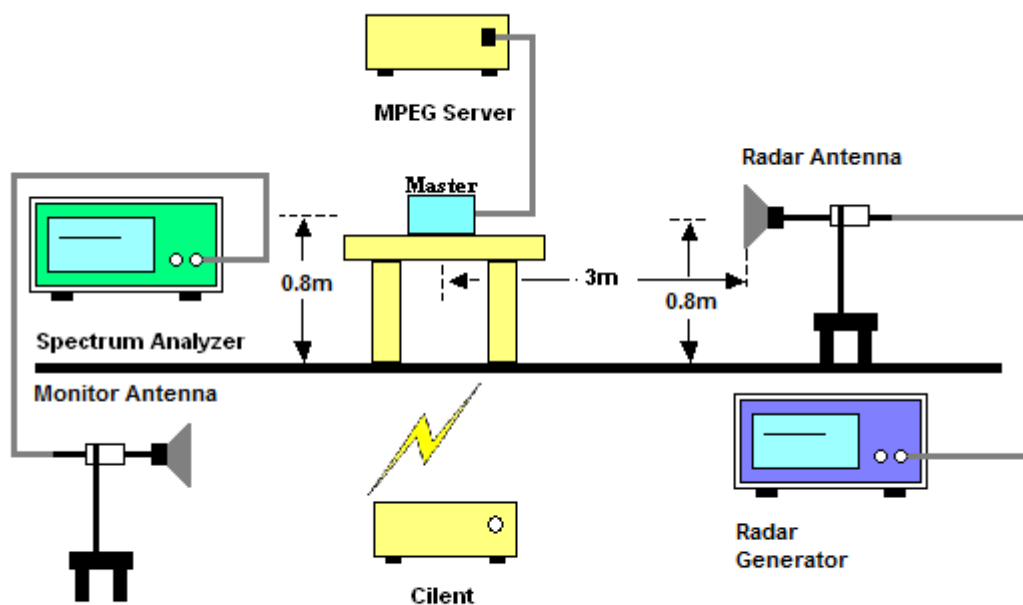 MPEG Server
Radar Antenna
Master
0.8m
3m
0.8m
Spectrum Analyzer
Monitor Antenna
Radar
Generator
Cilent